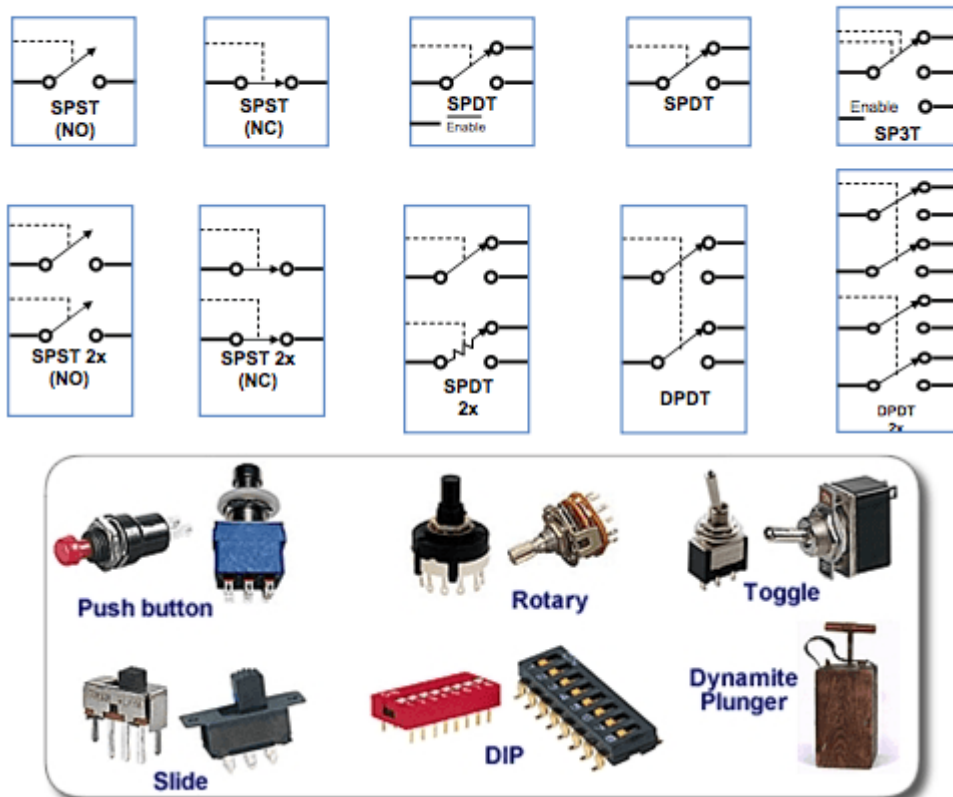 SPST
(NO)
SPST
(NC)
SPDT
Enable
SPDT
Enable
SP3T
SPST 2x
(NO)
SPST 2x
(NC)
SPDT
2x
DPDT
DPDT
2x
Push button
Rotary
Toggle
Slide
DIP
Dynamite
Plunger